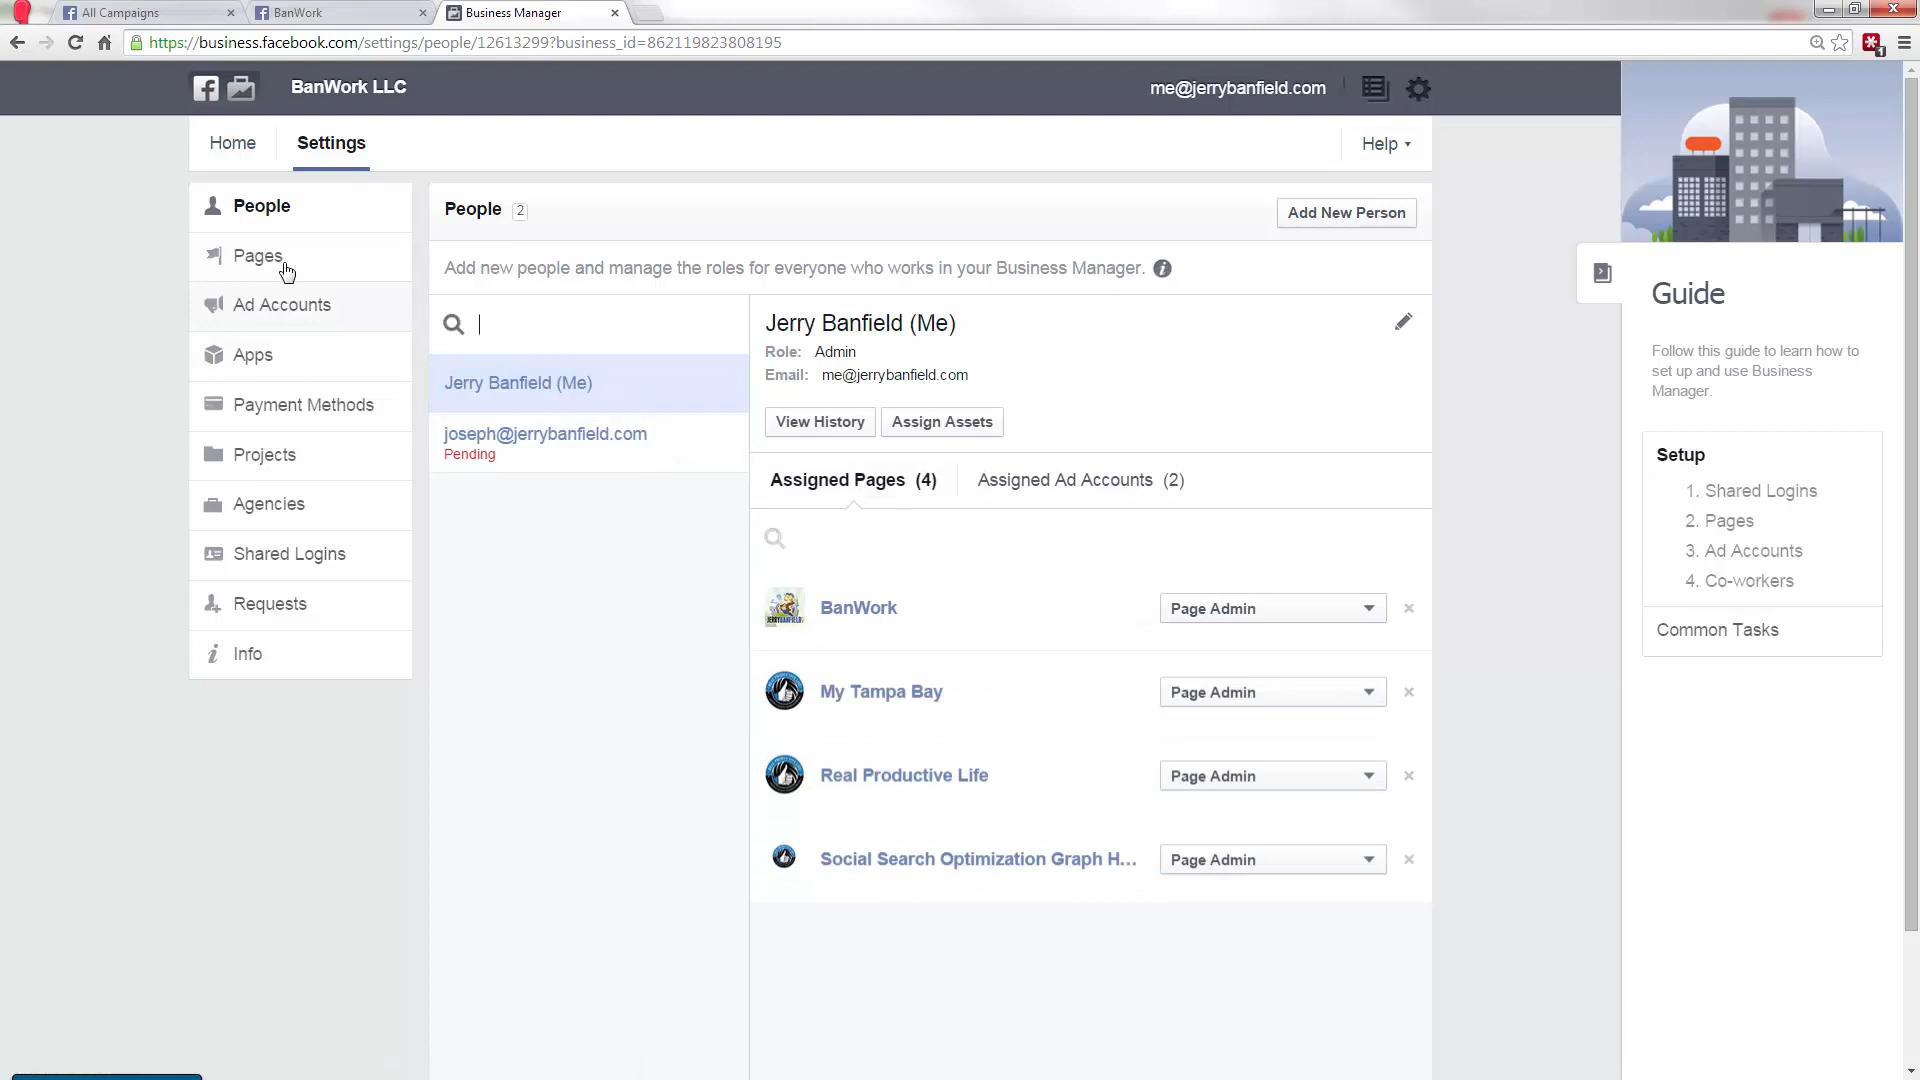 All Campaigns
BanWork
Business Manager
https://business.facebook.com/settings/people/12613299?business_id=862119823808195
BanWork LLC
me@jerrybanfield.com
Home
Settings
Help
People
Pages
Ad Accounts
Apps
Payment Methods
Projects
Agencies
Shared Logins
Requests
Info
People 2
Add New Person
Add new people and manage the roles for everyone who works in your Business Manager.
Jerry Banfield (Me)
joseph@jerrybanfield.com
Pending
Jerry Banfield (Me)
Role: Admin
Email: me@jerrybanfield.com
View History
Assign Assets
Assigned Pages (4)
Assigned Ad Accounts (2)
BanWork
Page Admin
My Tampa Bay
Page Admin
Real Productive Life
Page Admin
Social Search Optimization Graph H...
Page Admin
Guide
Follow this guide to learn how to
set up and use Business
Manager.
Setup
1. Shared Logins
2. Pages
3. Ad Accounts
4. Co-workers
Common Tasks